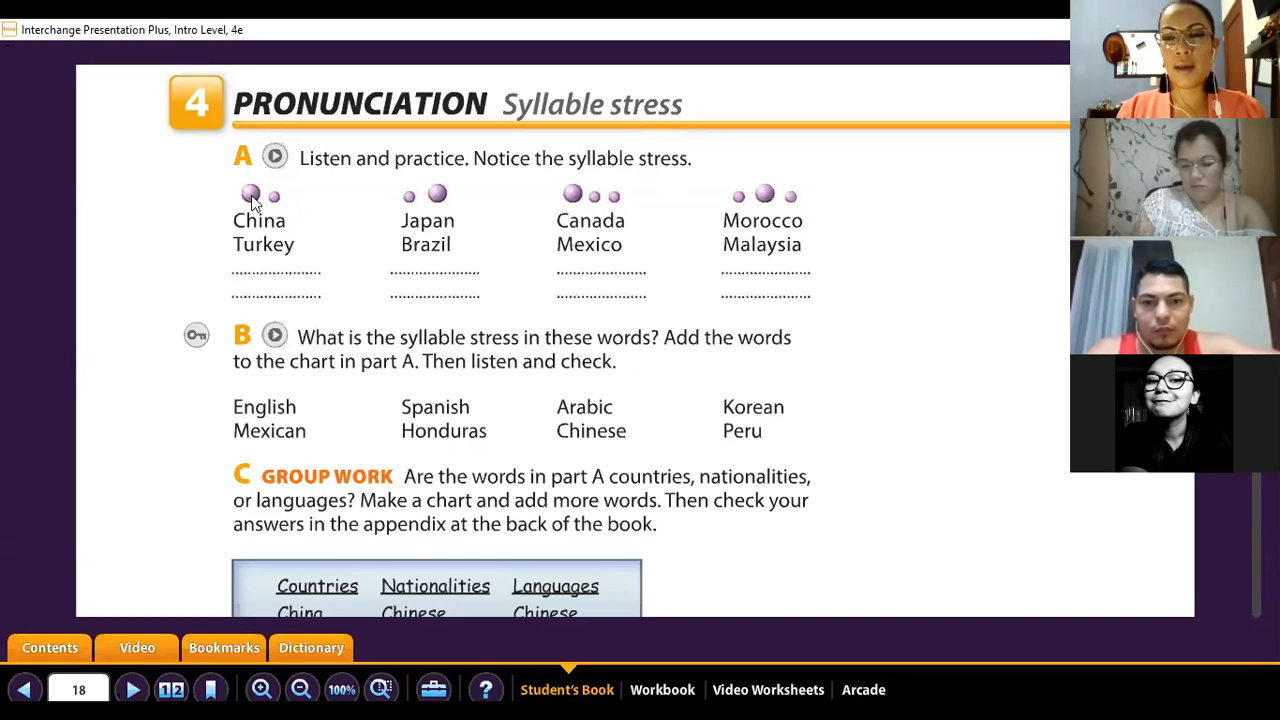 Interchange Presentation Plus, Intro Level, 4e
4 PRONUNCIATION Syllable stress
A Listen and practice. Notice the syllable stress.
China Japan Canada Morocco
Turkey Brazil Mexico Malaysia
B What is the syllable stress in these words? Add the words
to the chart in part A. Then listen and check.
English Spanish Arabic Korean
Mexican Honduras Chinese Peru
C GROUP WORK Are the words in part A countries, nationalities,
or languages? Make a chart and add more words. Then check your
answers in the appendix at the back of the book.
Countries Nationalities Languages
China Chinese Chinese
Contents Video Bookmarks Dictionary
18 1 2 100% ? Student's Book Workbook Video Worksheets Arcade